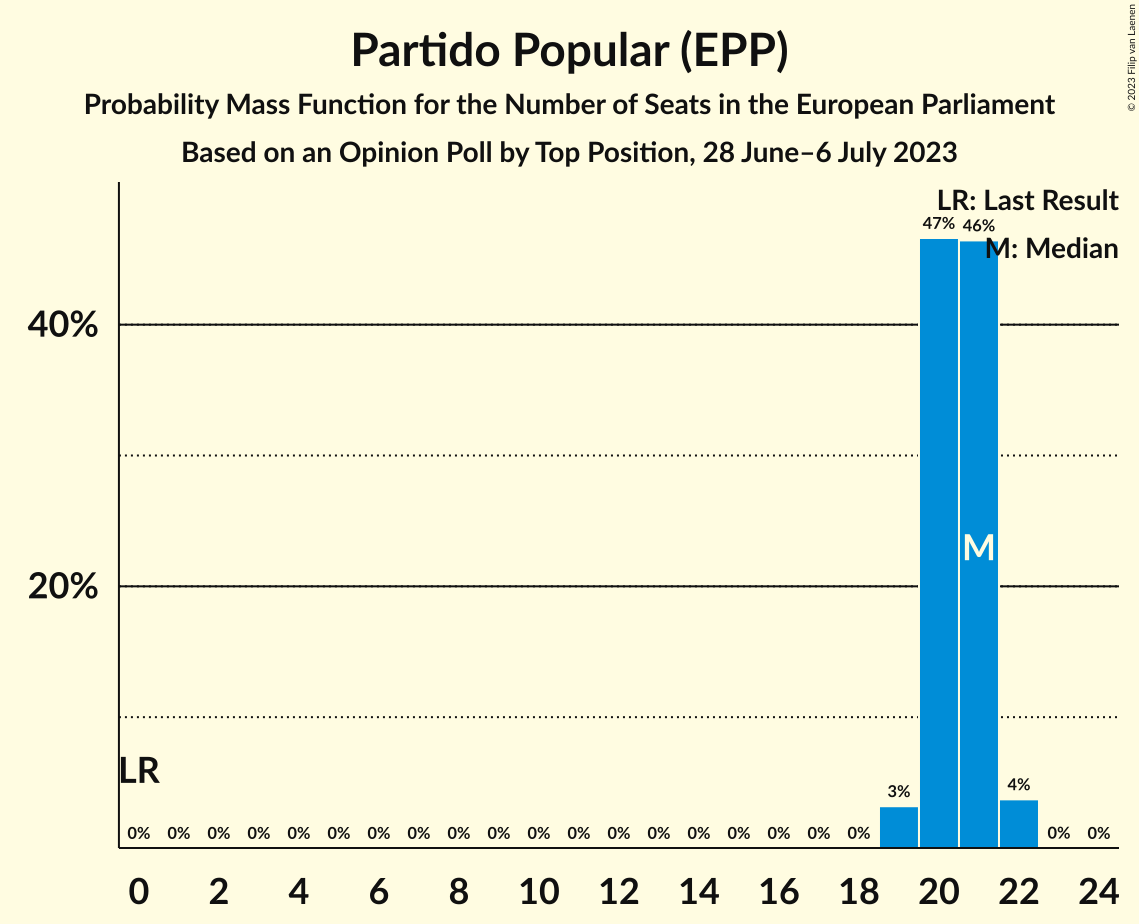 Partido Popular (EPP)
Probability Mass Function for the Number of Seats in the European Parliament
Based on an Opinion Poll by Top Position, 28 June–6 July 2023
© 2023 Filip van Laenen
LR: Last Result
M: Median
47% 46%
40%
20%
M
LR
3% 4%
0% 0% 0% 0% 0% 0% 0% 0% 0% 0% 0% 0% 0% 0% 0% 0% 0% 0% 0% 0% 0%
0 2 4 6 8 10 12 14 16 18 20 22 24